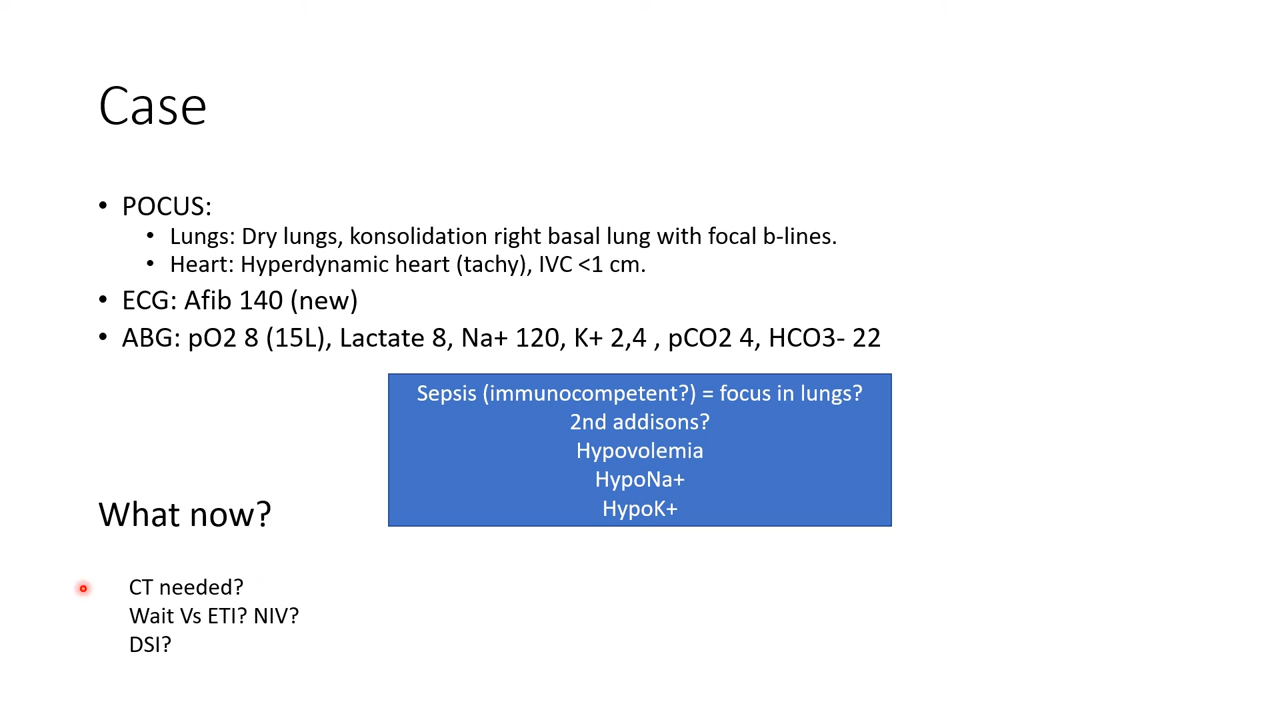 Case
• POCUS:
• Lungs: Dry lungs, konsolidation right basal lung with focal b-lines.
• Heart: Hyperdynamic heart (tachy), IVC <1 cm.
• ECG: Afib 140 (new)
• ABG: pO2 8 (15L), Lactate 8, Na+ 120, K+ 2,4 , pCO2 4, HCO3- 22
Sepsis (immunocompetent?) = focus in lungs?
2nd addisons?
Hypovolemia
HypoNa+
HypoK+
What now?
CT needed?
Wait Vs ETI? NIV?
DSI?